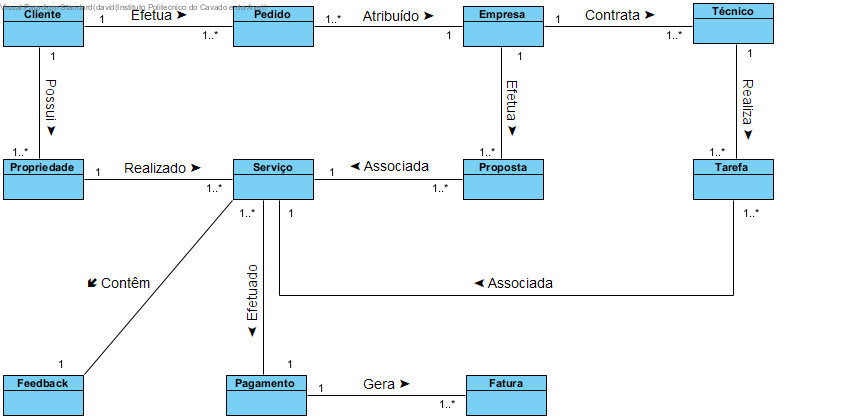 Visual Paradigm Standard(david(Instituto Politecnico do Cavado e do Ave))
Cliente
1 Efetua ➤ 1..*
Pedido
1..* Atribuído ➤ 1
Empresa
1 Contrata ➤ 1..*
Técnico
1 Possui ➤ 1..*
1 Efetua ➤ 1..*
1 Realiza ➤ 1..*
Propriedade
1 Realizado ➤ 1..*
Serviço
1 ◄ Associada 1..*
Proposta
Tarefa
1..* 1 1..*
Contêm
Efetuado ➤
◄ Associada
1 1
Feedback
Pagamento
1 Gera ➤ 1..*
Fatura